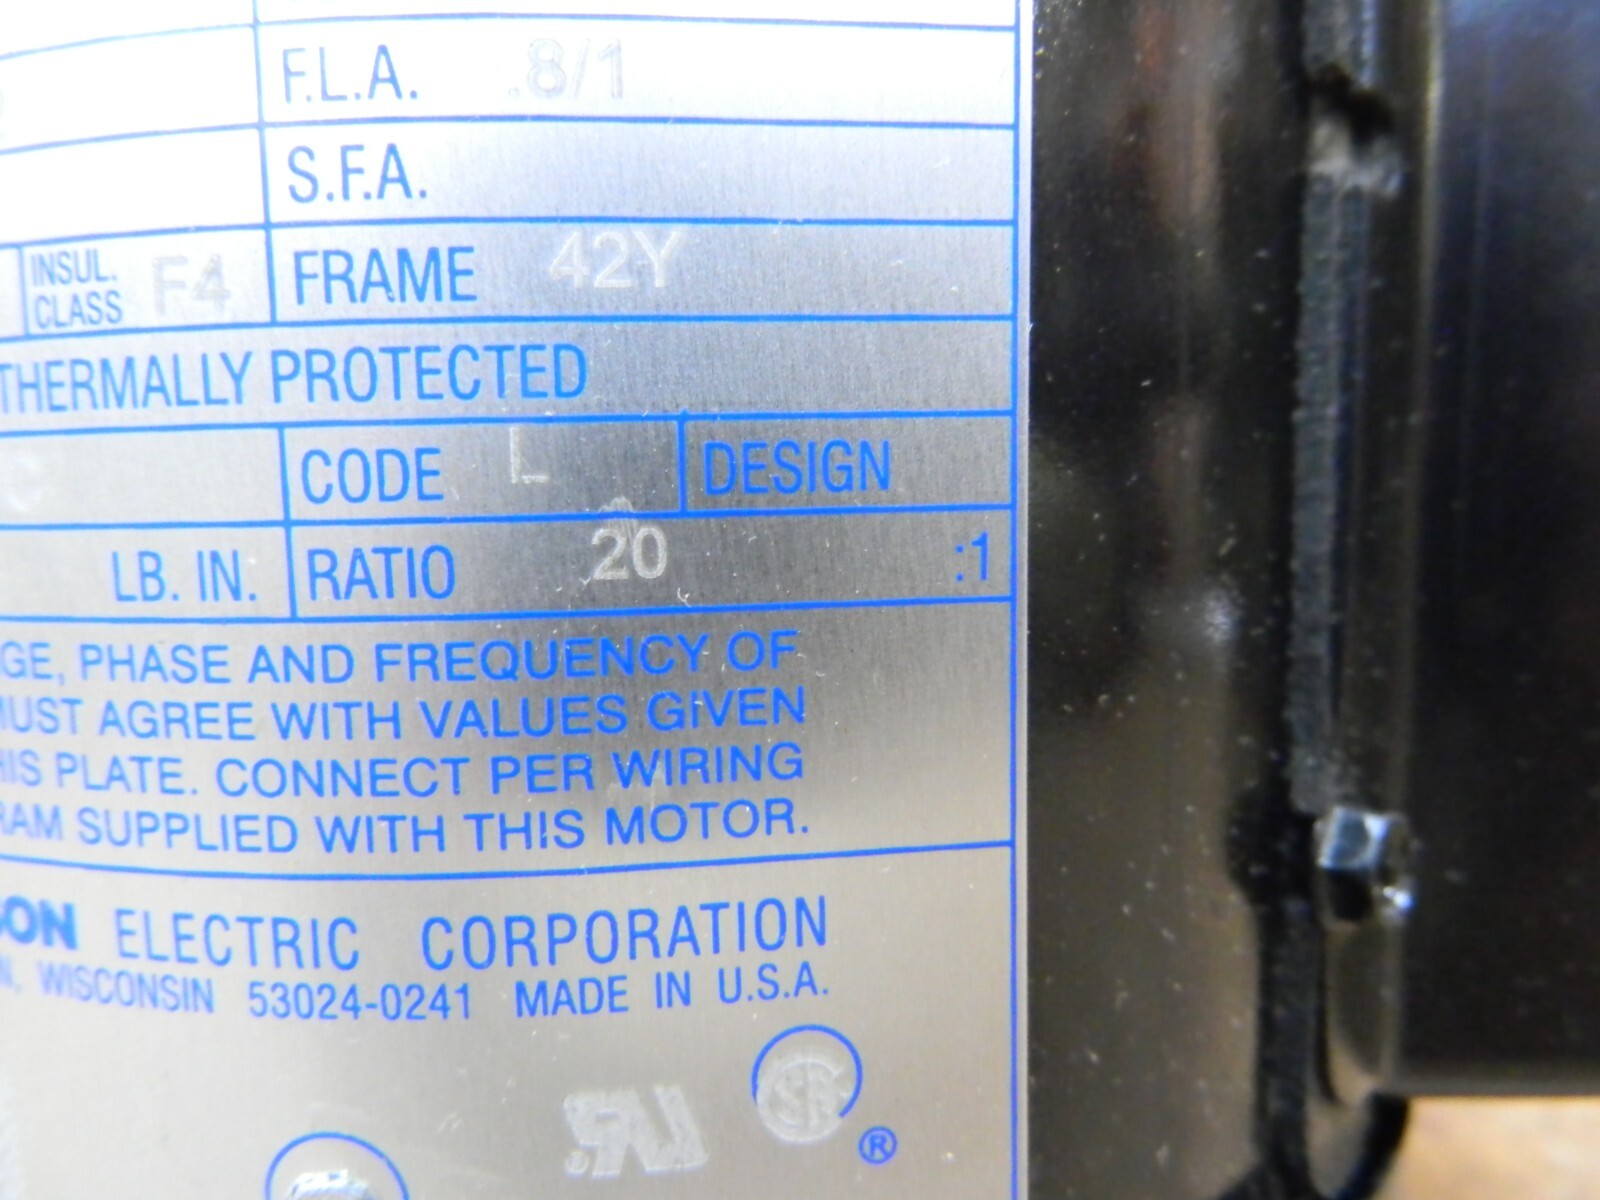 F.L.A. .8/1
S.F.A.
INSUL. CLASS F4 FRAME 42Y
THERMALLY PROTECTED
CODE L DESIGN
LB. IN. RATIO 20 :1
GE, PHASE AND FREQUENCY OF
MUST AGREE WITH VALUES GIVEN
HIS PLATE. CONNECT PER WIRING
RAM SUPPLIED WITH THIS MOTOR.
SON ELECTRIC CORPORATION
N, WISCONSIN 53024-0241 MADE IN U.S.A.
®